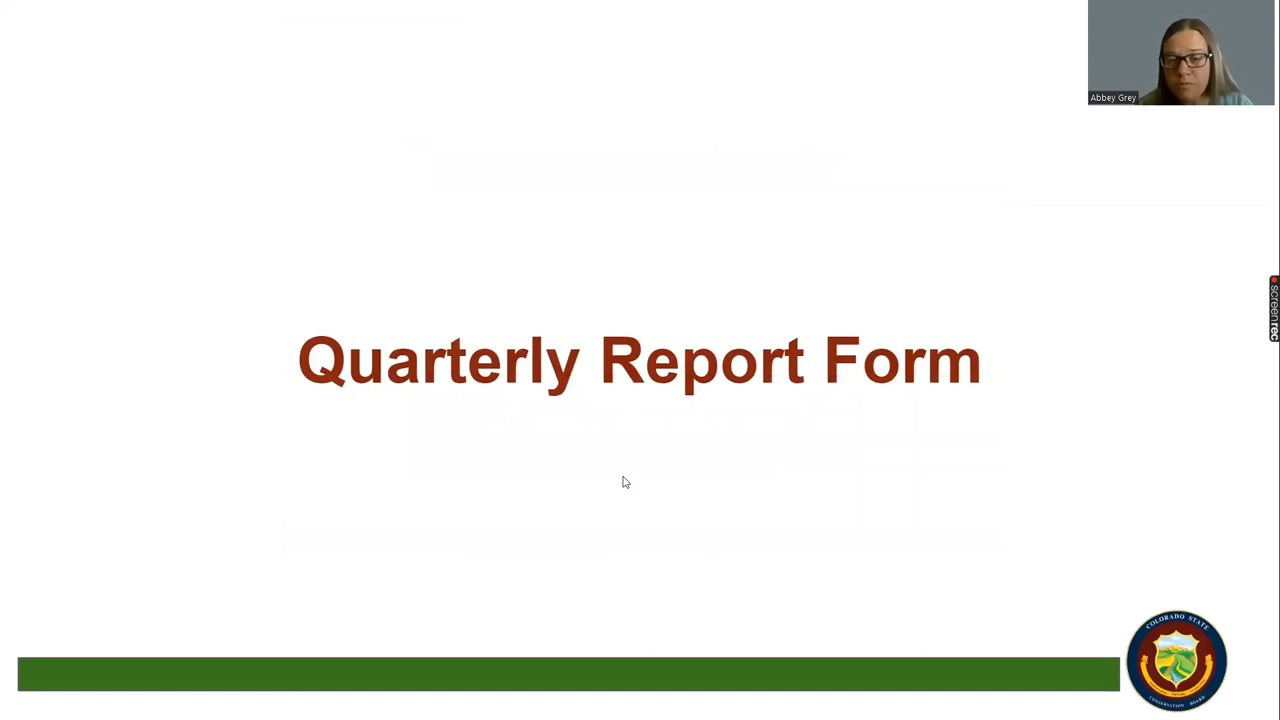 Abbey Grey
screenrec
Quarterly Report Form
COLORADO STATE
CONSERVATION BOARD